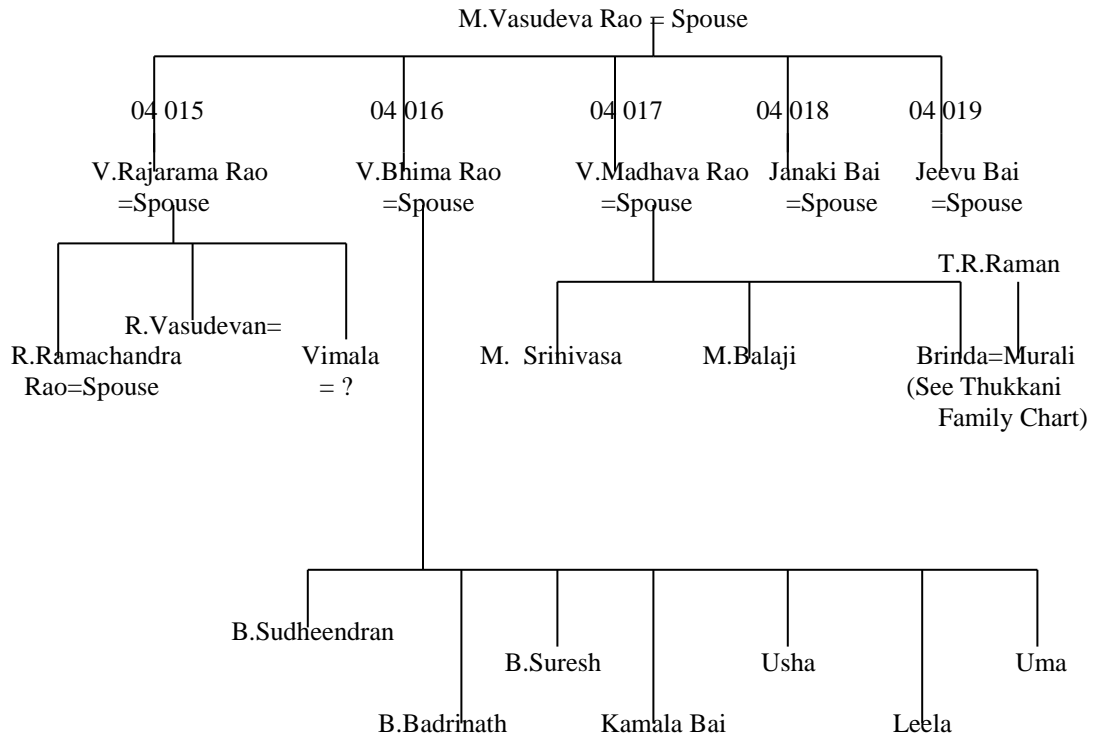 M.Vasudeva Rao = Spouse
04 015 04 016 04 017 04 018 04 019
V.Rajarama Rao V.Bhima Rao V.Madhava Rao Janaki Bai Jeevu Bai
=Spouse =Spouse =Spouse =Spouse =Spouse
T.R.Raman
R.Vasudevan=
R.Ramachandra Vimala M. Srinivasa M.Balaji Brinda=Murali
Rao=Spouse = ? (See Thukkani
Family Chart)
B.Sudheendran
B.Suresh Usha Uma
B.Badrinath Kamala Bai Leela